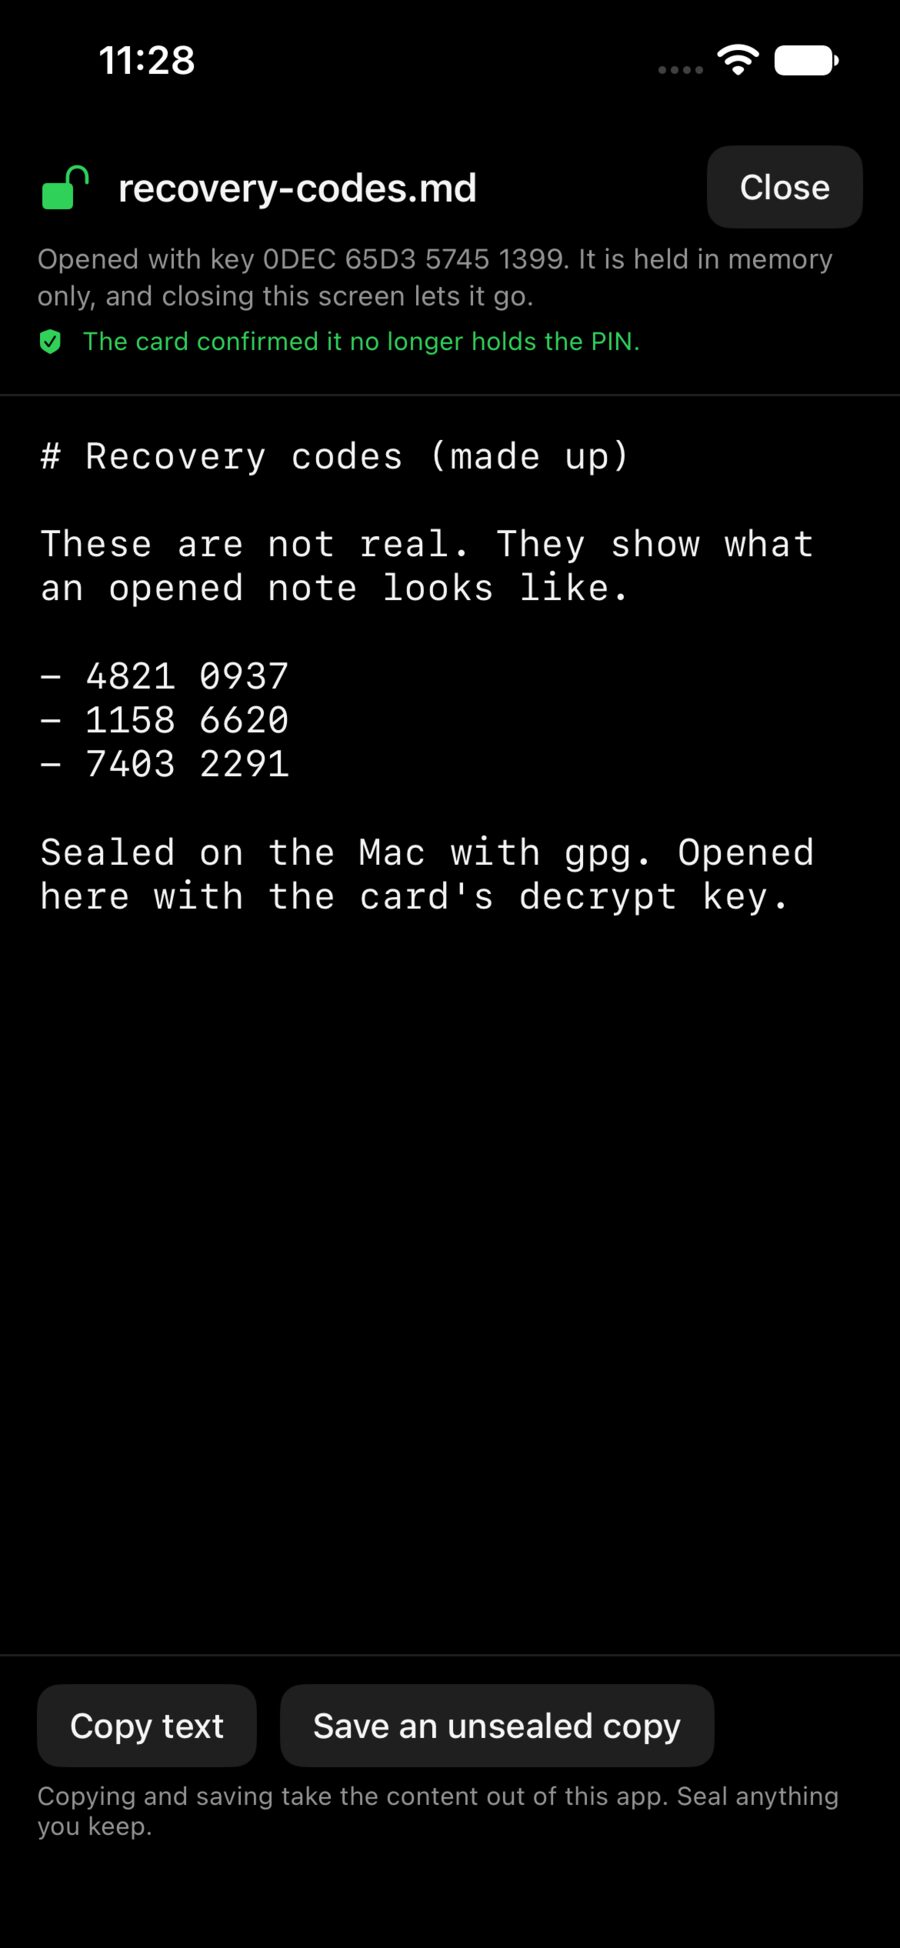 11:28
recovery-codes.md
Close
Opened with key 0DEC 65D3 5745 1399. It is held in memory
only, and closing this screen lets it go.
The card confirmed it no longer holds the PIN.
# Recovery codes (made up)
These are not real. They show what
an opened note looks like.
- 4821 0937
- 1158 6620
- 7403 2291
Sealed on the Mac with gpg. Opened
here with the card's decrypt key.
Copy text
Save an unsealed copy
Copying and saving take the content out of this app. Seal anything
you keep.